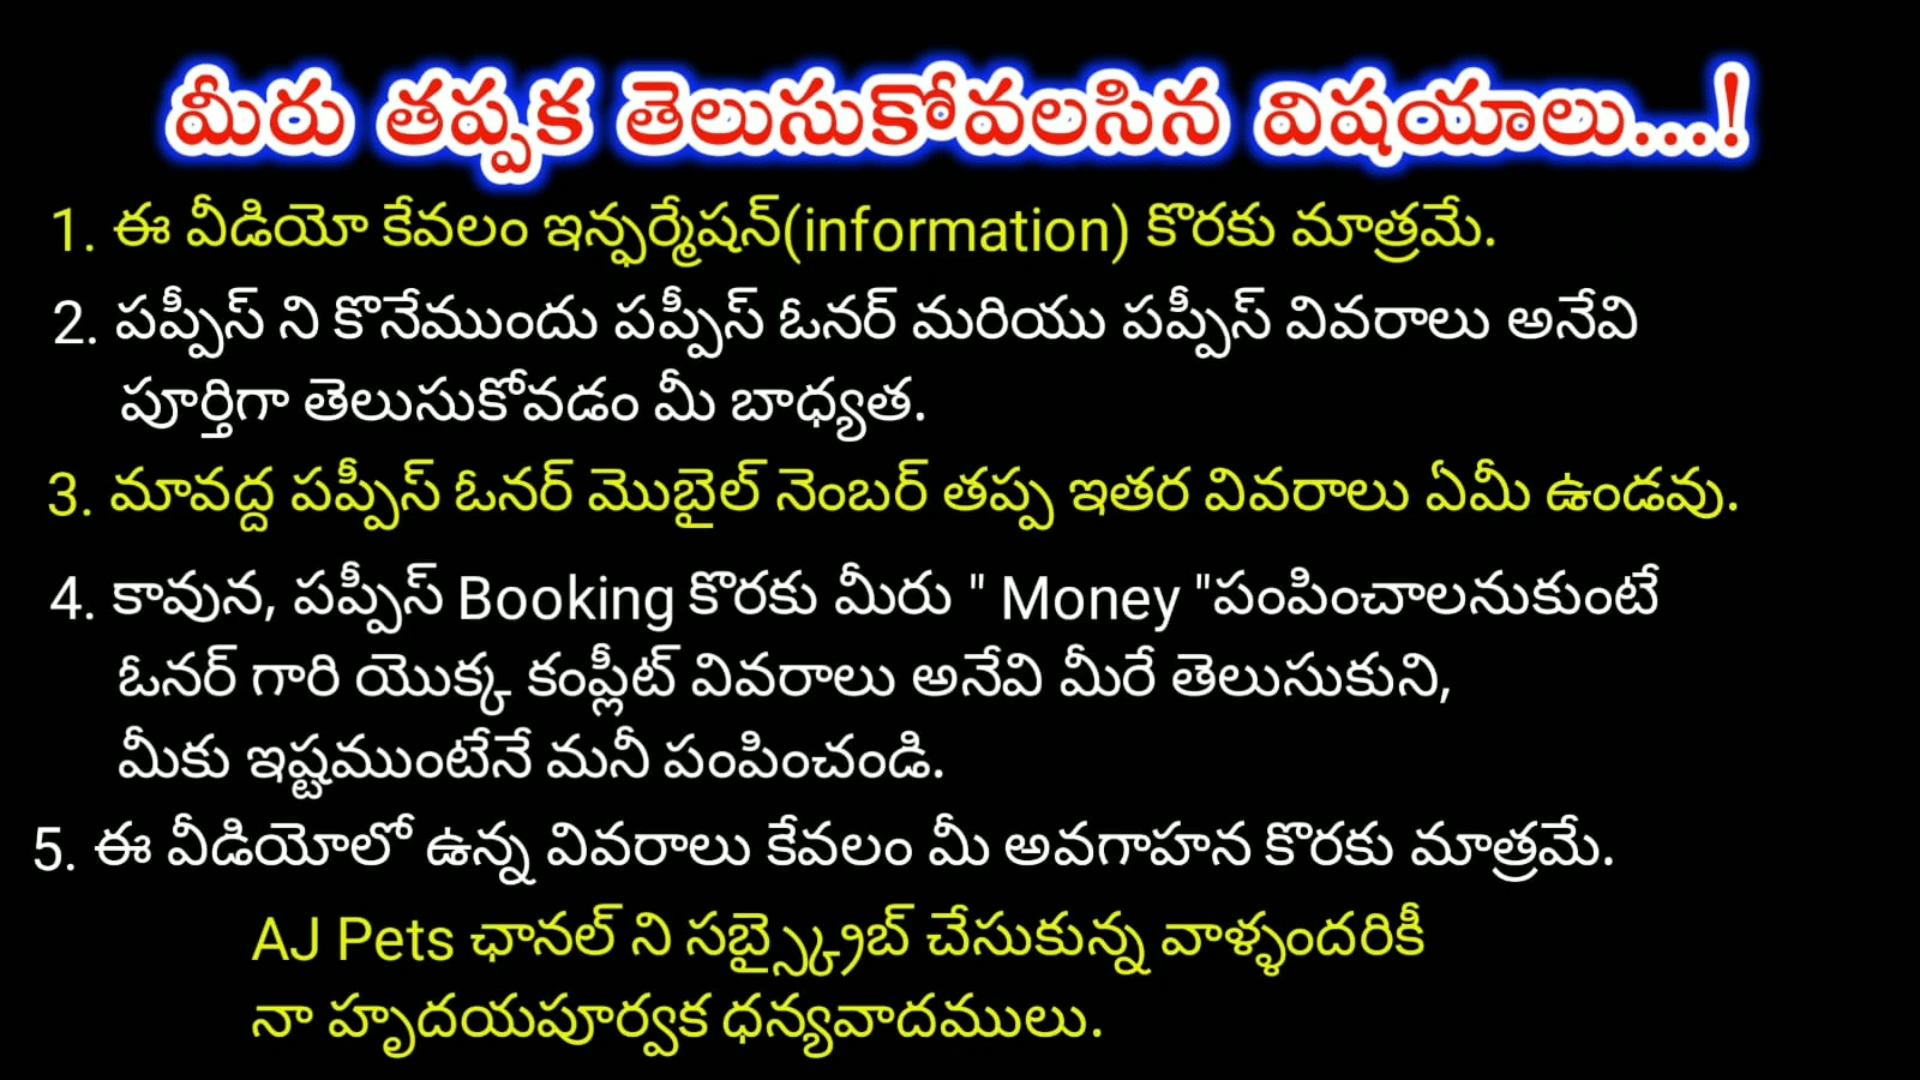 మీరు తప్పక తెలుసుకోవలసిన విషయాలు...!
1. ఈ వీడియో కేవలం ఇన్ఫర్మేషన్(information) కొరకు మాత్రమే.
2. పప్పీస్ ని కొనేముందు పప్పీస్ ఓనర్ మరియు పప్పీస్ వివరాలు అనేవి
పూర్తిగా తెలుసుకోవడం మీ బాధ్యత.
3. మావద్ద పప్పీస్ ఓనర్ మొబైల్ నెంబర్ తప్ప ఇతర వివరాలు ఏమీ ఉండవు.
4. కావున, పప్పీస్ Booking కొరకు మీరు " Money "పంపించాలనుకుంటే
ఓనర్ గారి యొక్క కంప్లీట్ వివరాలు అనేవి మీరే తెలుసుకుని,
మీకు ఇష్టముంటేనే మనీ పంపించండి.
5. ఈ వీడియోలో ఉన్న వివరాలు కేవలం మీ అవగాహన కొరకు మాత్రమే.
AJ Pets ఛానల్ ని సబ్స్క్రైబ్ చేసుకున్న వాళ్ళందరికీ
నా హృదయపూర్వక ధన్యవాదములు.